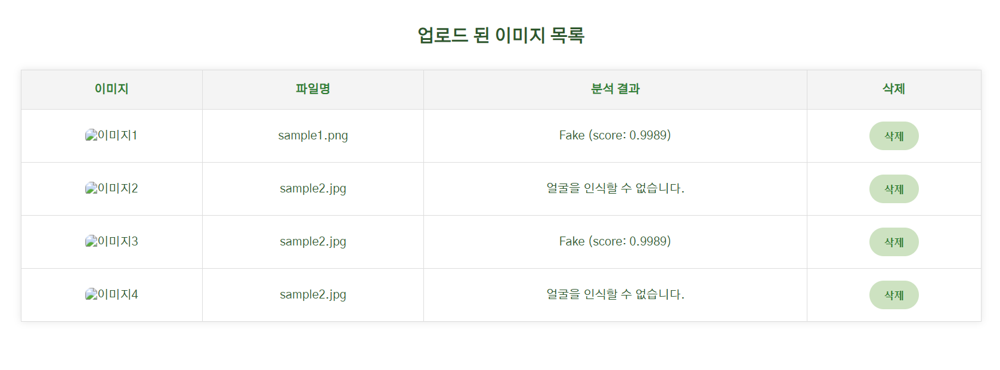 업로드 된 이미지 목록
이미지 파일명 분석 결과 삭제
이미지1 sample1.png Fake (score: 0.9989) 삭제
이미지2 sample2.jpg 얼굴을 인식할 수 없습니다. 삭제
이미지3 sample2.jpg Fake (score: 0.9989) 삭제
이미지4 sample2.jpg 얼굴을 인식할 수 없습니다. 삭제